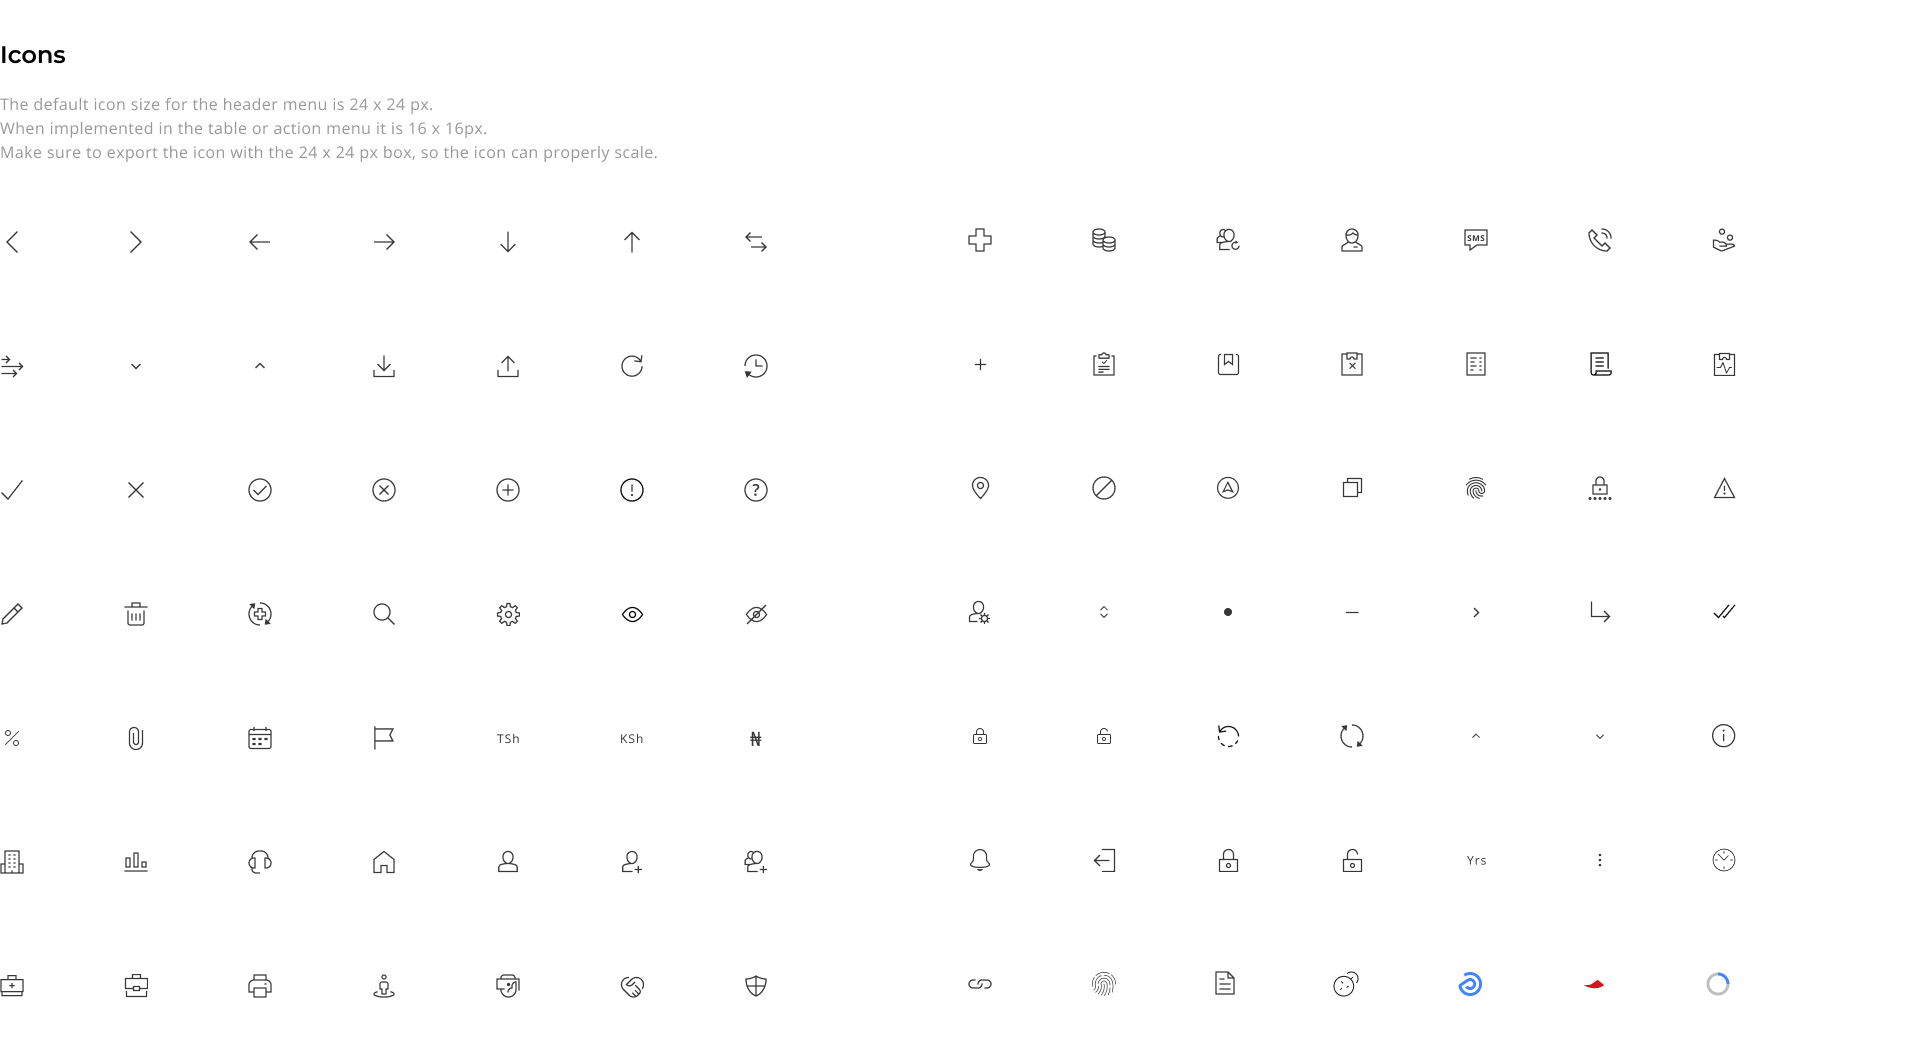 Icons
The default icon size for the header menu is 24 x 24 px.
When implemented in the table or action menu it is 16 x 16px.
Make sure to export the icon with the 24 x 24 px box, so the icon can properly scale.
SMS
%
TSh
KSh
₦
Yrs